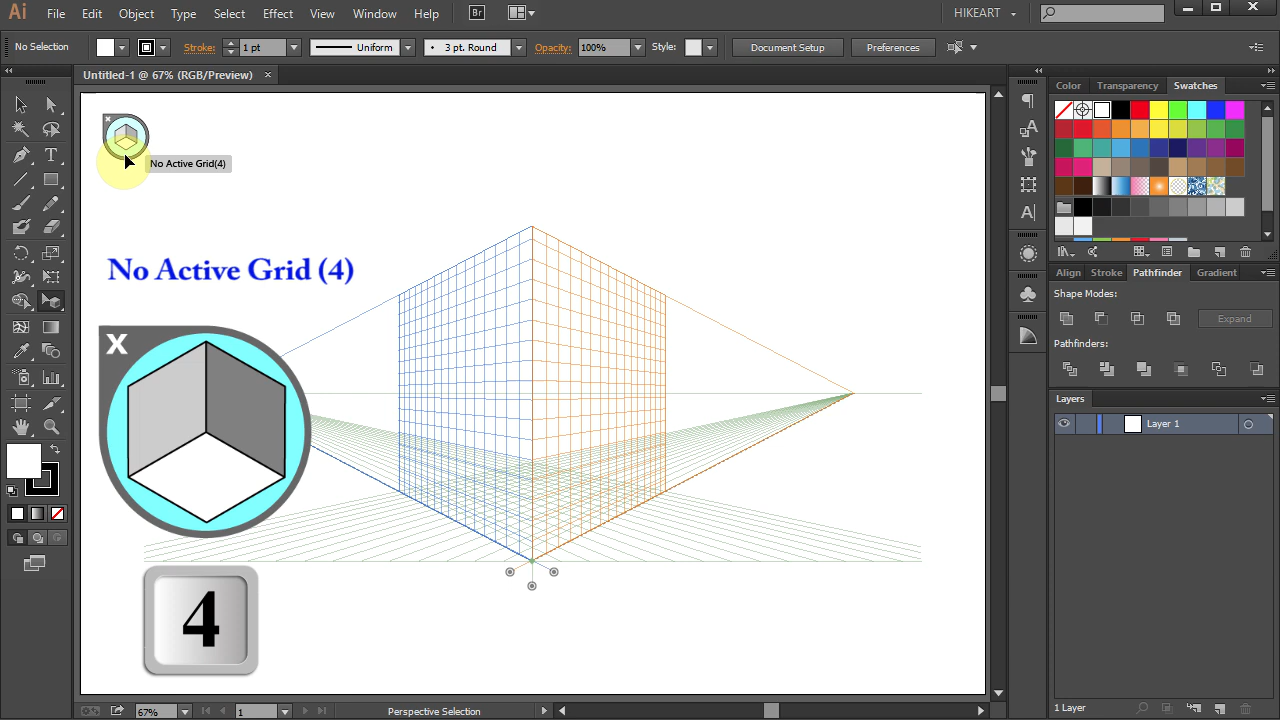 Ai File Edit Object Type Select Effect View Window Help Br HIKEART
No Selection Stroke: 1 pt Uniform 3 pt. Round Opacity: 100% Style: Document Setup Preferences
Untitled-1 @ 67% (RGB/Preview) ×
Color Transparency Swatches
No Active Grid(4)
No Active Grid (4)
X
4
Align Stroke Pathfinder Gradient
Shape Modes:
Expand
Pathfinders:
Layers
Layer 1
1 Layer
67% 1 Perspective Selection